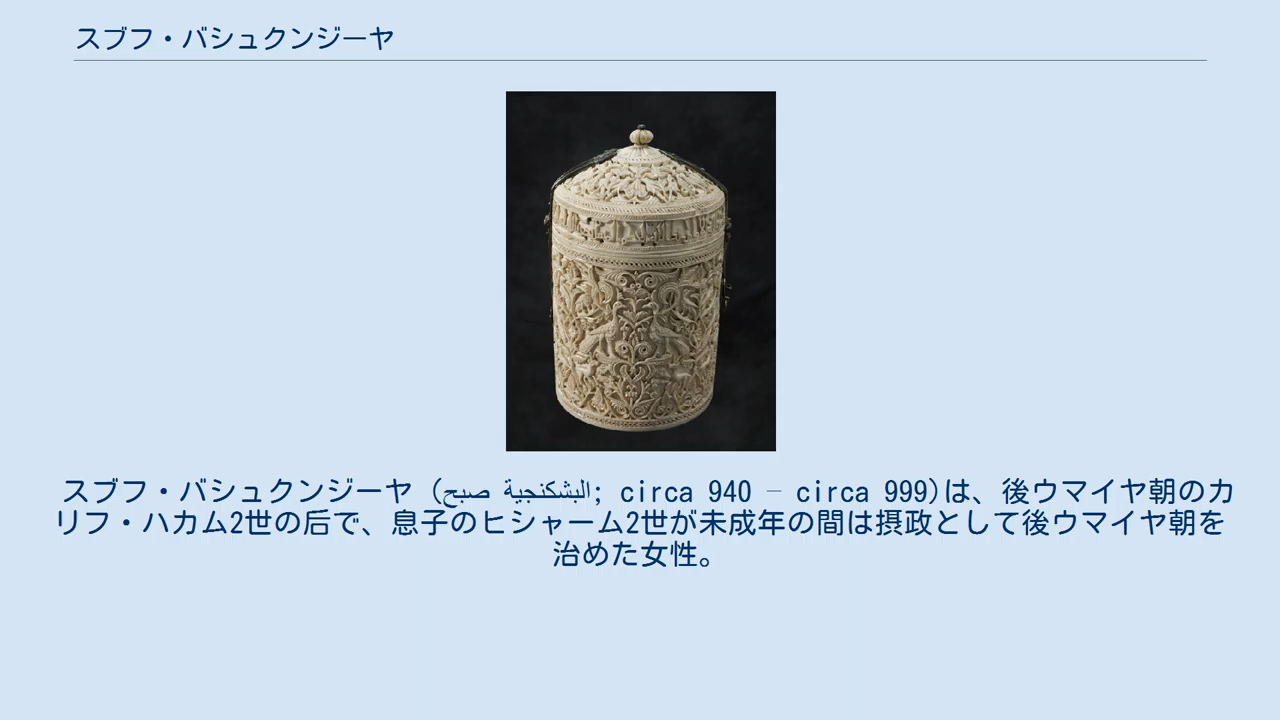 スブフ・バシュクンジーヤ
スブフ・バシュクンジーヤ (صبح البشكنجية; circa 940 – circa 999)は、後ウマイヤ朝のカ
リフ・ハカム2世の后で、息子のヒシャーム2世が未成年の間は摂政として後ウマイヤ朝を
治めた女性。